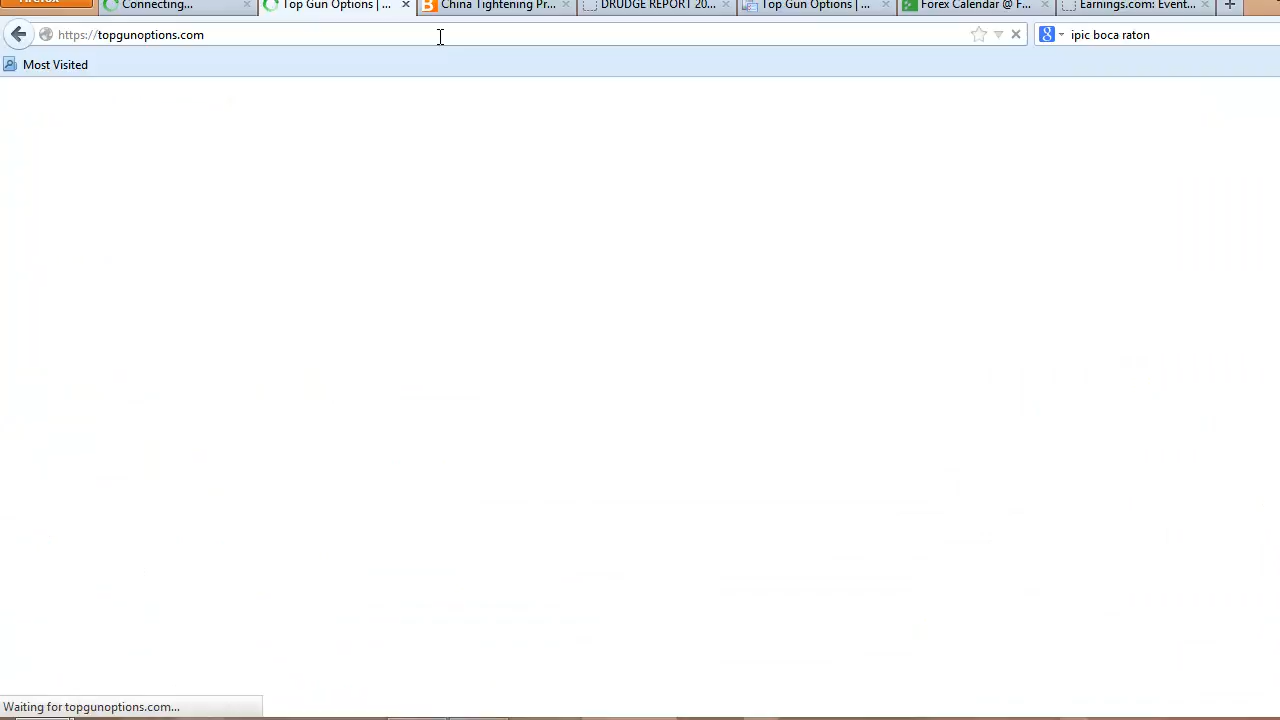 Firefox
Connecting...
Top Gun Options | ...
China Tightening Pr...
DRUDGE REPORT 20...
Top Gun Options | ...
Forex Calendar @ F...
Earnings.com: Event...
https://topgunoptions.com
ipic boca raton
Most Visited
Waiting for topgunoptions.com...